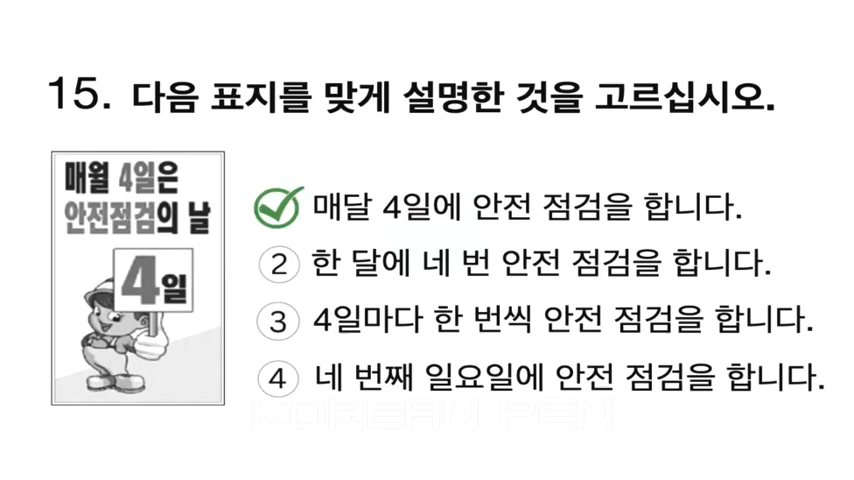 15. 다음 표지를 맞게 설명한 것을 고르십시오.
매월 4일은
안전점검의 날
4일
매달 4일에 안전 점검을 합니다.
② 한 달에 네 번 안전 점검을 합니다.
③ 4일마다 한 번씩 안전 점검을 합니다.
④ 네 번째 일요일에 안전 점검을 합니다.
KOREAN PEN